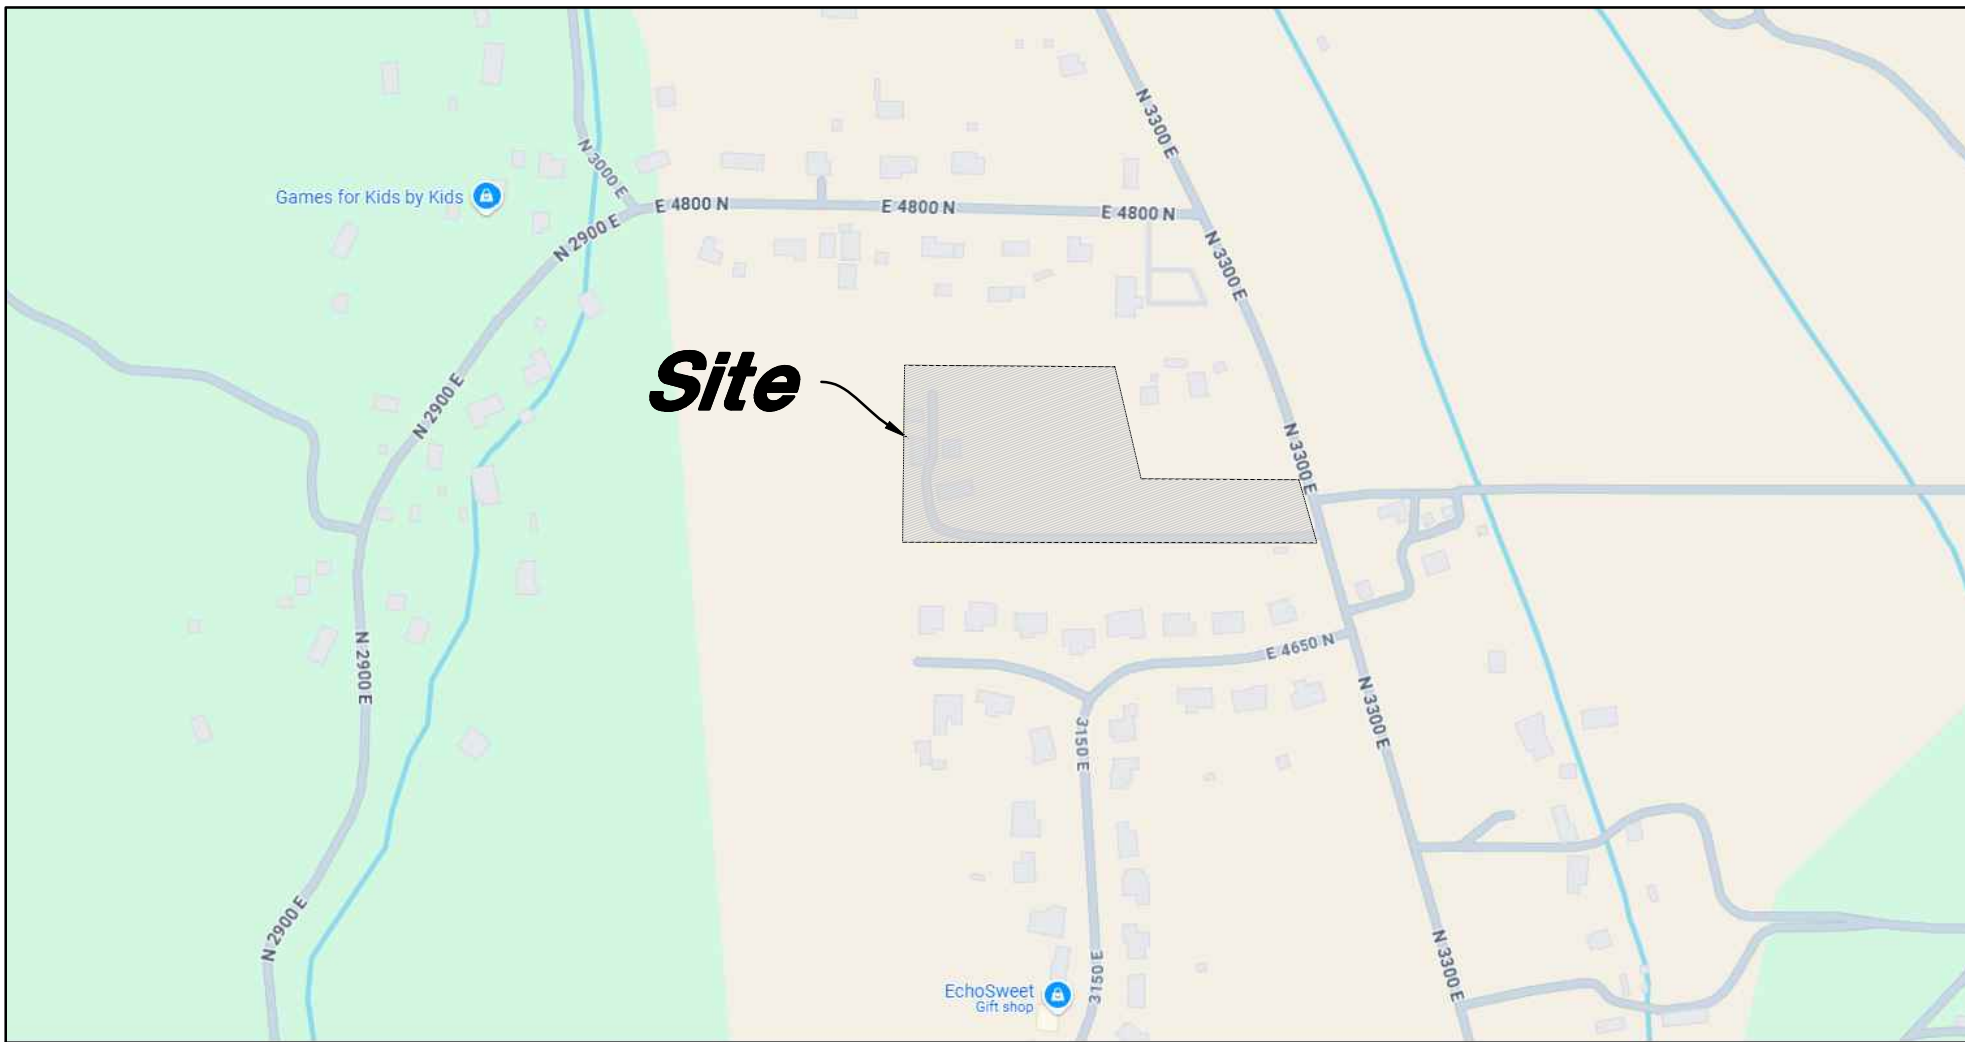 N 3300 E
N 3000 E
Games for Kids by Kids
E 4800 N
E 4800 N
E 4800 N
N 2900 E
N 3300 E
Site
N 2900 E
N 3300 E
N 2900 E
E 4650 N
N 3300 E
3150 E
N 2900 E
N 3300 E
3150 E
EchoSweet
Gift shop